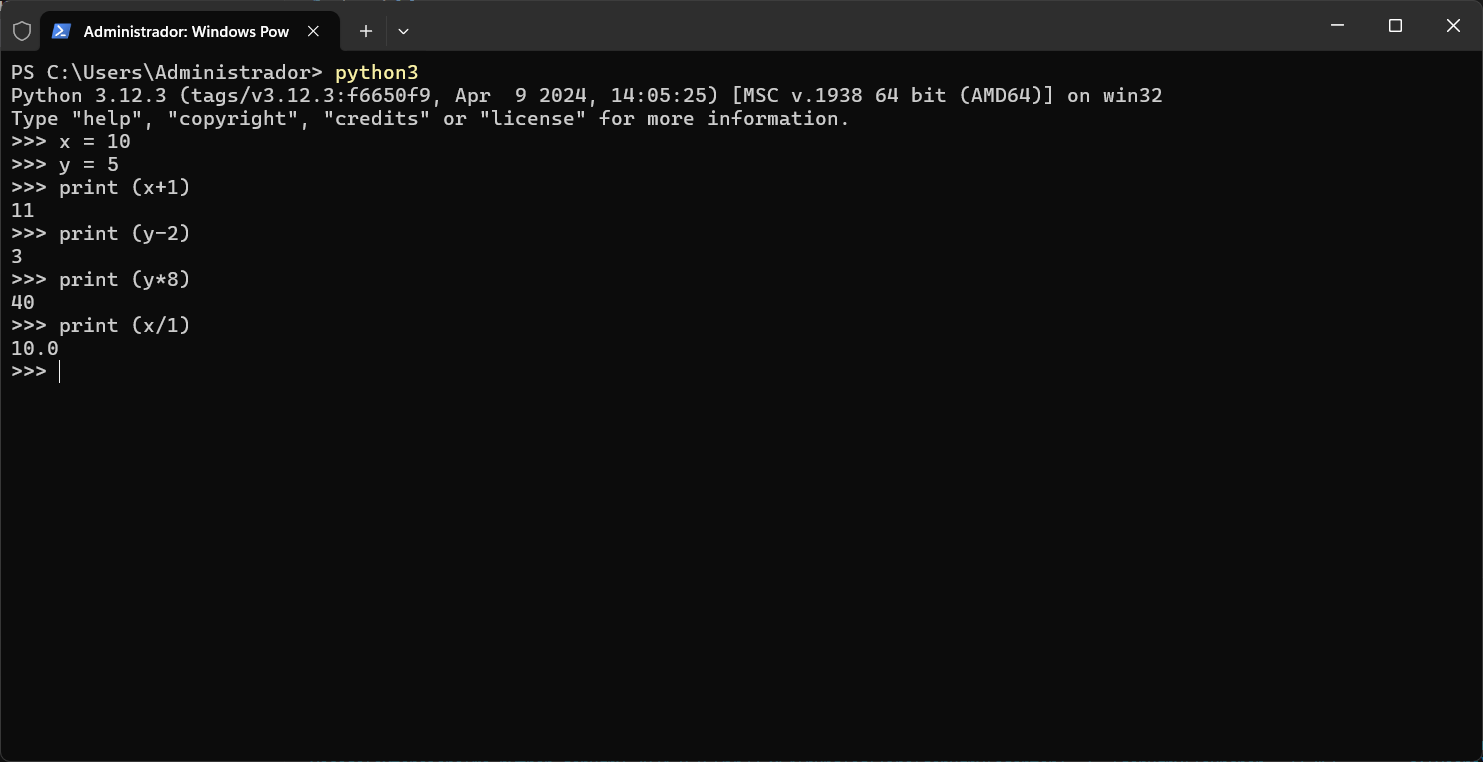 Administrador: Windows Pow
PS C:\Users\Administrador> python3
Python 3.12.3 (tags/v3.12.3:f6650f9, Apr  9 2024, 14:05:25) [MSC v.1938 64 bit (AMD64)] on win32
Type "help", "copyright", "credits" or "license" for more information.
>>> x = 10
>>> y = 5
>>> print (x+1)
11
>>> print (y-2)
3
>>> print (y*8)
40
>>> print (x/1)
10.0
>>>